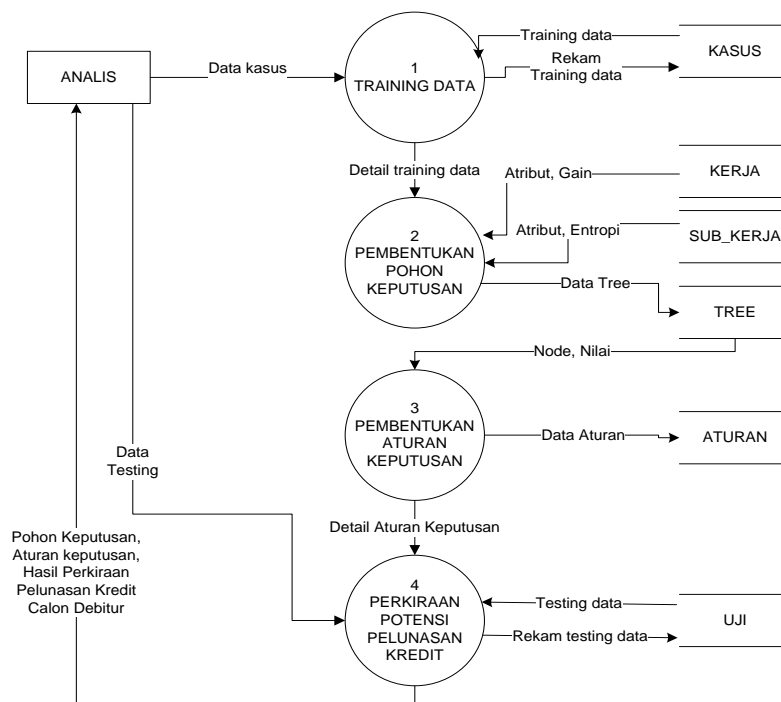 ANALIS
Data kasus
1
TRAINING DATA
Training data
Rekam
Training data
KASUS
Detail training data
Atribut, Gain
KERJA
2
PEMBENTUKAN
POHON
KEPUTUSAN
Atribut, Entropi
SUB_KERJA
Data Tree
TREE
Node, Nilai
3
PEMBENTUKAN
ATURAN
KEPUTUSAN
Data Aturan
ATURAN
Data
Testing
Detail Aturan Keputusan
Pohon Keputusan,
Aturan keputusan,
Hasil Perkiraan
Pelunasan Kredit
Calon Debitur
4
PERKIRAAN
POTENSI
PELUNASAN
KREDIT
Testing data
Rekam testing data
UJI